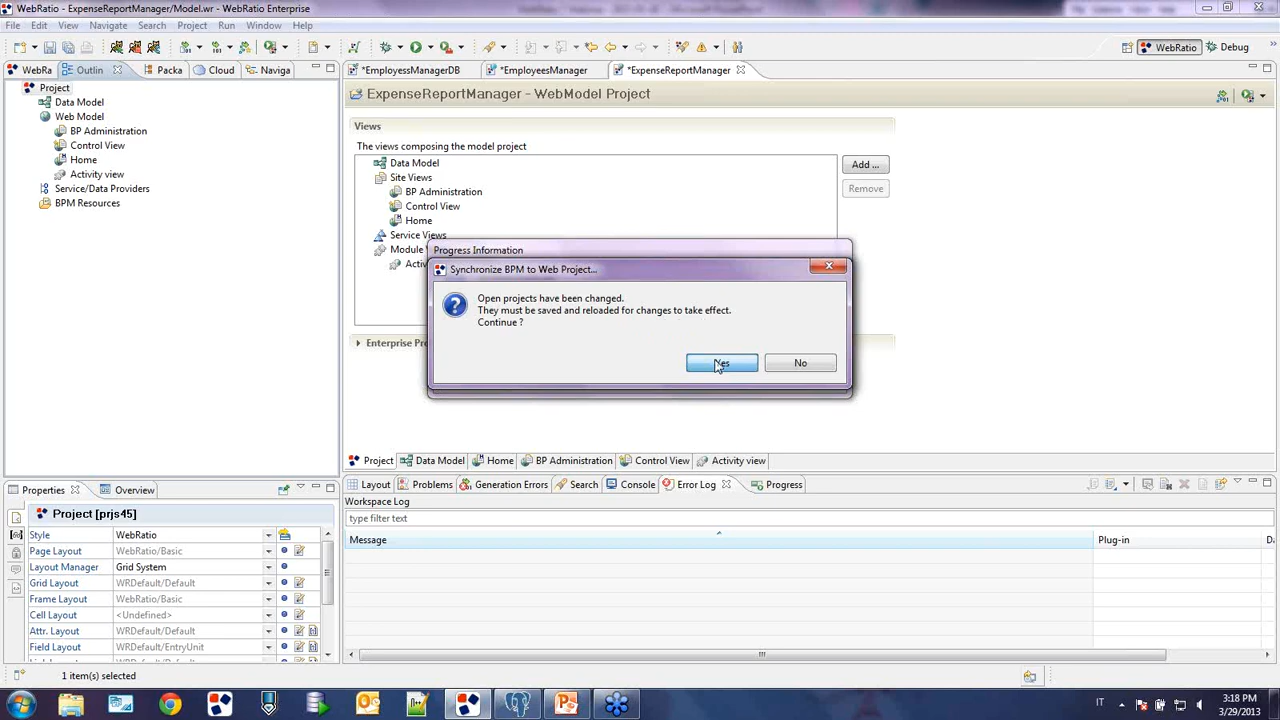 WebRatio - ExpenseReportManager/Model.wr - WebRatio Enterprise
File Edit View Navigate Search Project Run Window Help
WebRatio Debug
WebRa Outlin Packa Cloud Naviga
*EmployessManagerDB *EmployeesManager *ExpenseReportManager
Project
Data Model
Web Model
BP Administration
Control View
Home
Activity view
Service/Data Providers
BPM Resources
ExpenseReportManager - WebModel Project
Views
The views composing the model project
Data Model
Site Views
BP Administration
Control View
Home
Service Views
Add ...
Remove
Progress Information
Synchronize BPM to Web Project...
Open projects have been changed.
They must be saved and reloaded for changes to take effect.
Continue ?
Yes No
Project Data Model Home BP Administration Control View Activity view
Layout Problems Generation Errors Search Console Error Log Progress
Workspace Log
type filter text
Message Plug-in
Properties Overview
Project [prjs45]
Style WebRatio
Page Layout WebRatio/Basic
Layout Manager Grid System
Grid Layout WRDefault/Default
Frame Layout WebRatio/Basic
Cell Layout <Undefined>
Attr. Layout WRDefault/Default
Field Layout WRDefault/EntryUnit
1 item(s) selected
IT
3:18 PM
3/29/2013